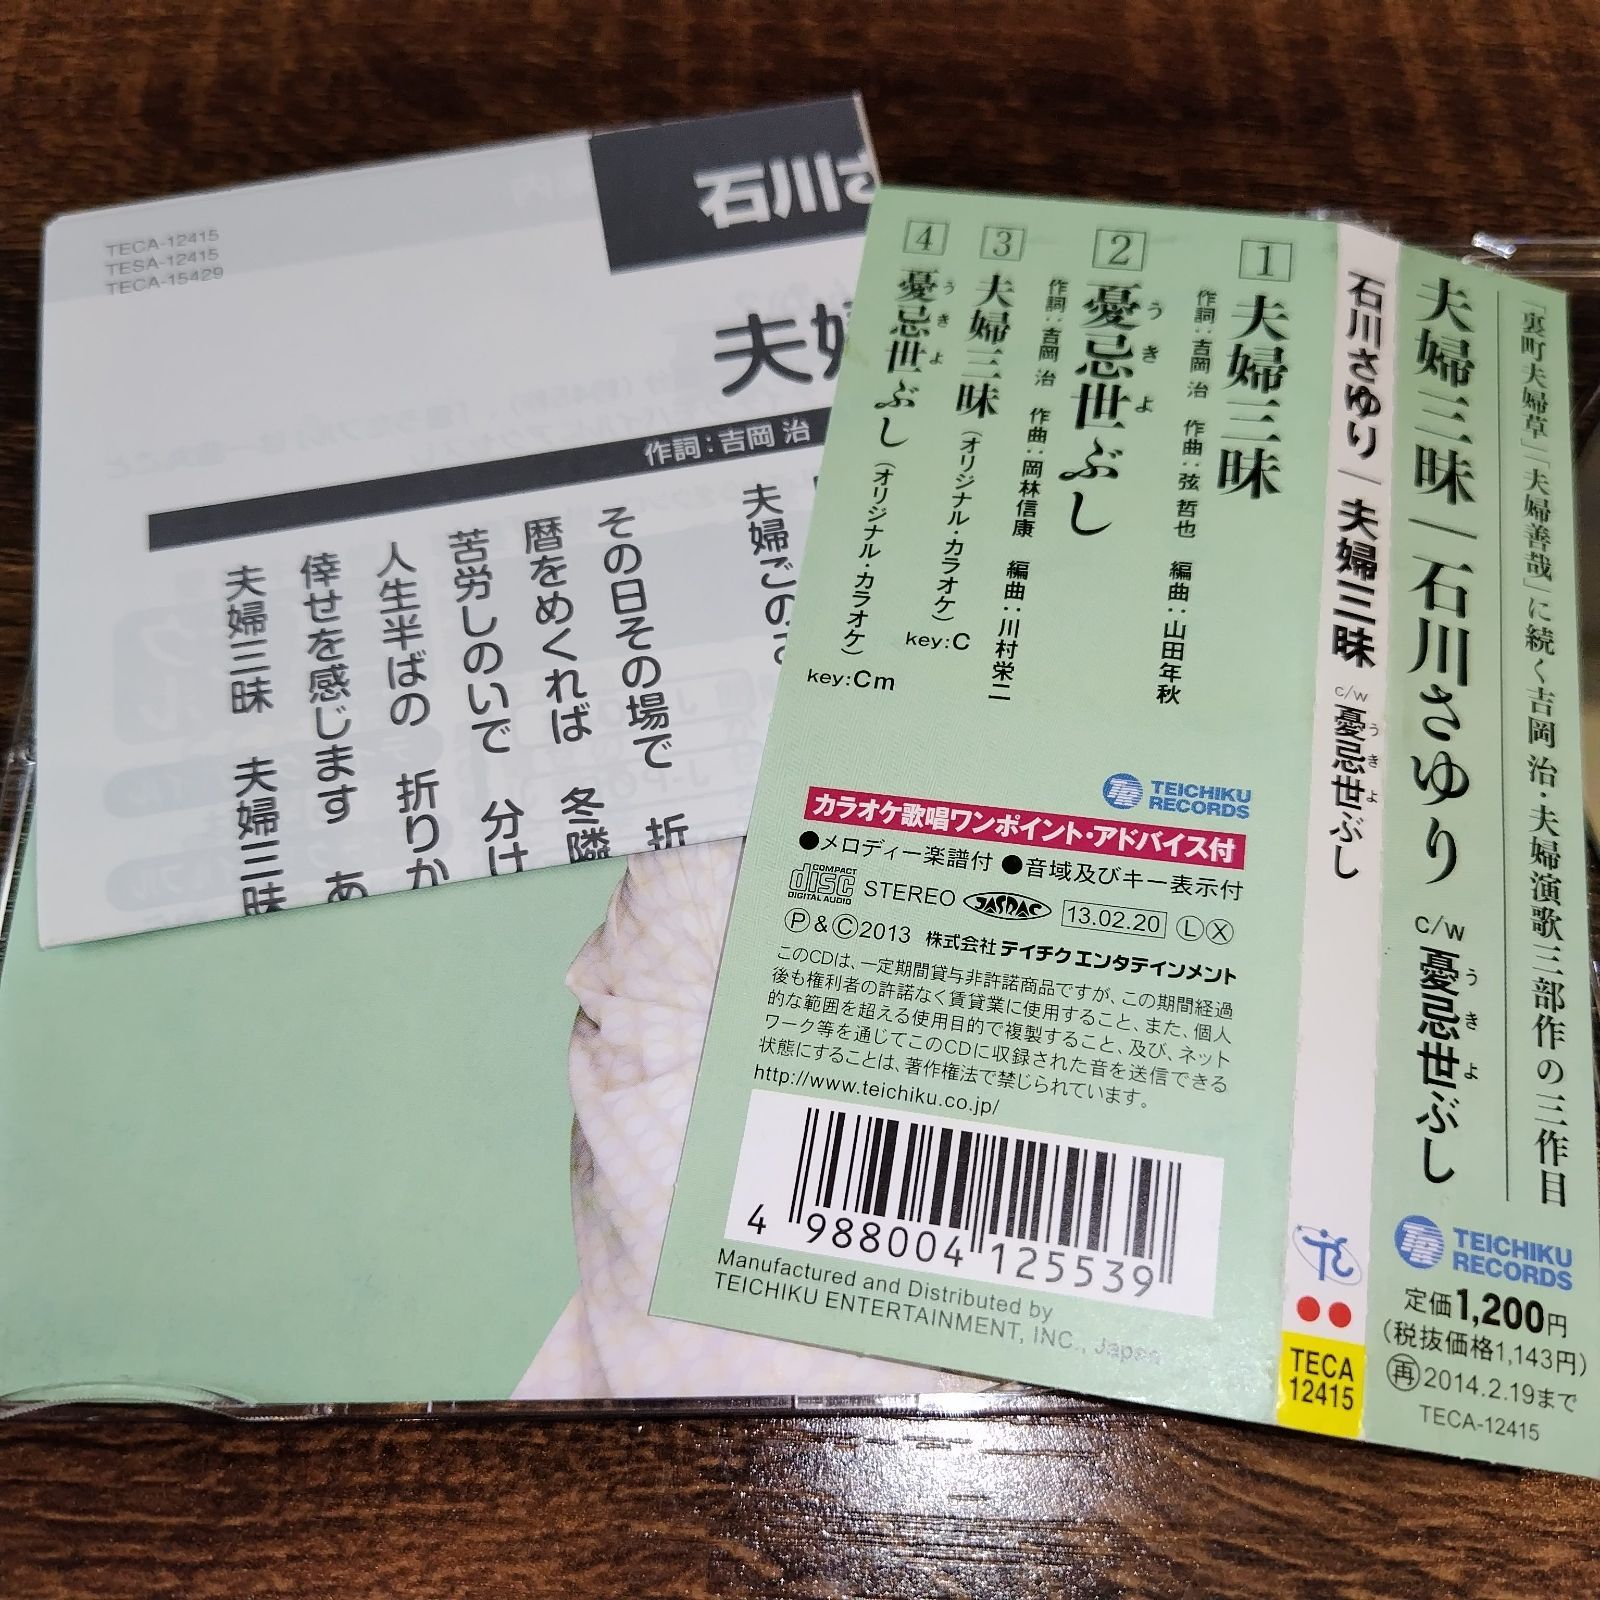 TECA-12415
TESA-12415
TECA-15429
石川さ
夫婦
作詞：吉岡 治
夫婦ごの
その日その場で 折
暦をめくれば 冬隣
苦労しのいで 分け
人生半ばの 折りか
倖せを感じます あ
夫婦三昧 夫婦三昧
1 夫婦三昧
作詞：吉岡 治 作曲：弦 哲也 編曲：山田年秋
2 憂忌世ぶし
うきよ
作詞：吉岡 治 作曲：岡林信康 編曲：川村栄二
3 夫婦三昧（オリジナル・カラオケ） key:C
4 憂忌世ぶし（オリジナル・カラオケ） key:Cm
うきよ
TEICHIKU
RECORDS
カラオケ歌唱ワンポイント・アドバイス付
●メロディー楽譜付 ●音域及びキー表示付
COMPACT
disc
DIGITAL AUDIO
STEREO JASRAC 13.02.20 Ⓛ Ⓧ
Ⓟ&Ⓒ2013 株式会社テイチクエンタテインメント
このCDは、一定期間貸与非許諾商品ですが、この期間経過
後も権利者の許諾なく賃貸業に使用すること、また、個人
的な範囲を超える使用目的で複製すること、及び、ネット
ワーク等を通じてこのCDに収録された音を送信できる
状態にすることは、著作権法で禁じられています。
http://www.teichiku.co.jp/
4 988004 125539
Manufactured and Distributed by
TEICHIKU ENTERTAINMENT, INC., Japan
石川さゆり｜夫婦三昧 c/w 憂忌世ぶし
うきよ
TECA
12415
「裏町夫婦草」「夫婦善哉」に続く吉岡 治・夫婦演歌三部作の三作目
夫婦三昧｜石川さゆり c/w 憂忌世ぶし
うきよ
TEICHIKU
RECORDS
定価1,200円
(税抜価格1,143円)
㊥2014.2.19まで
TECA-12415